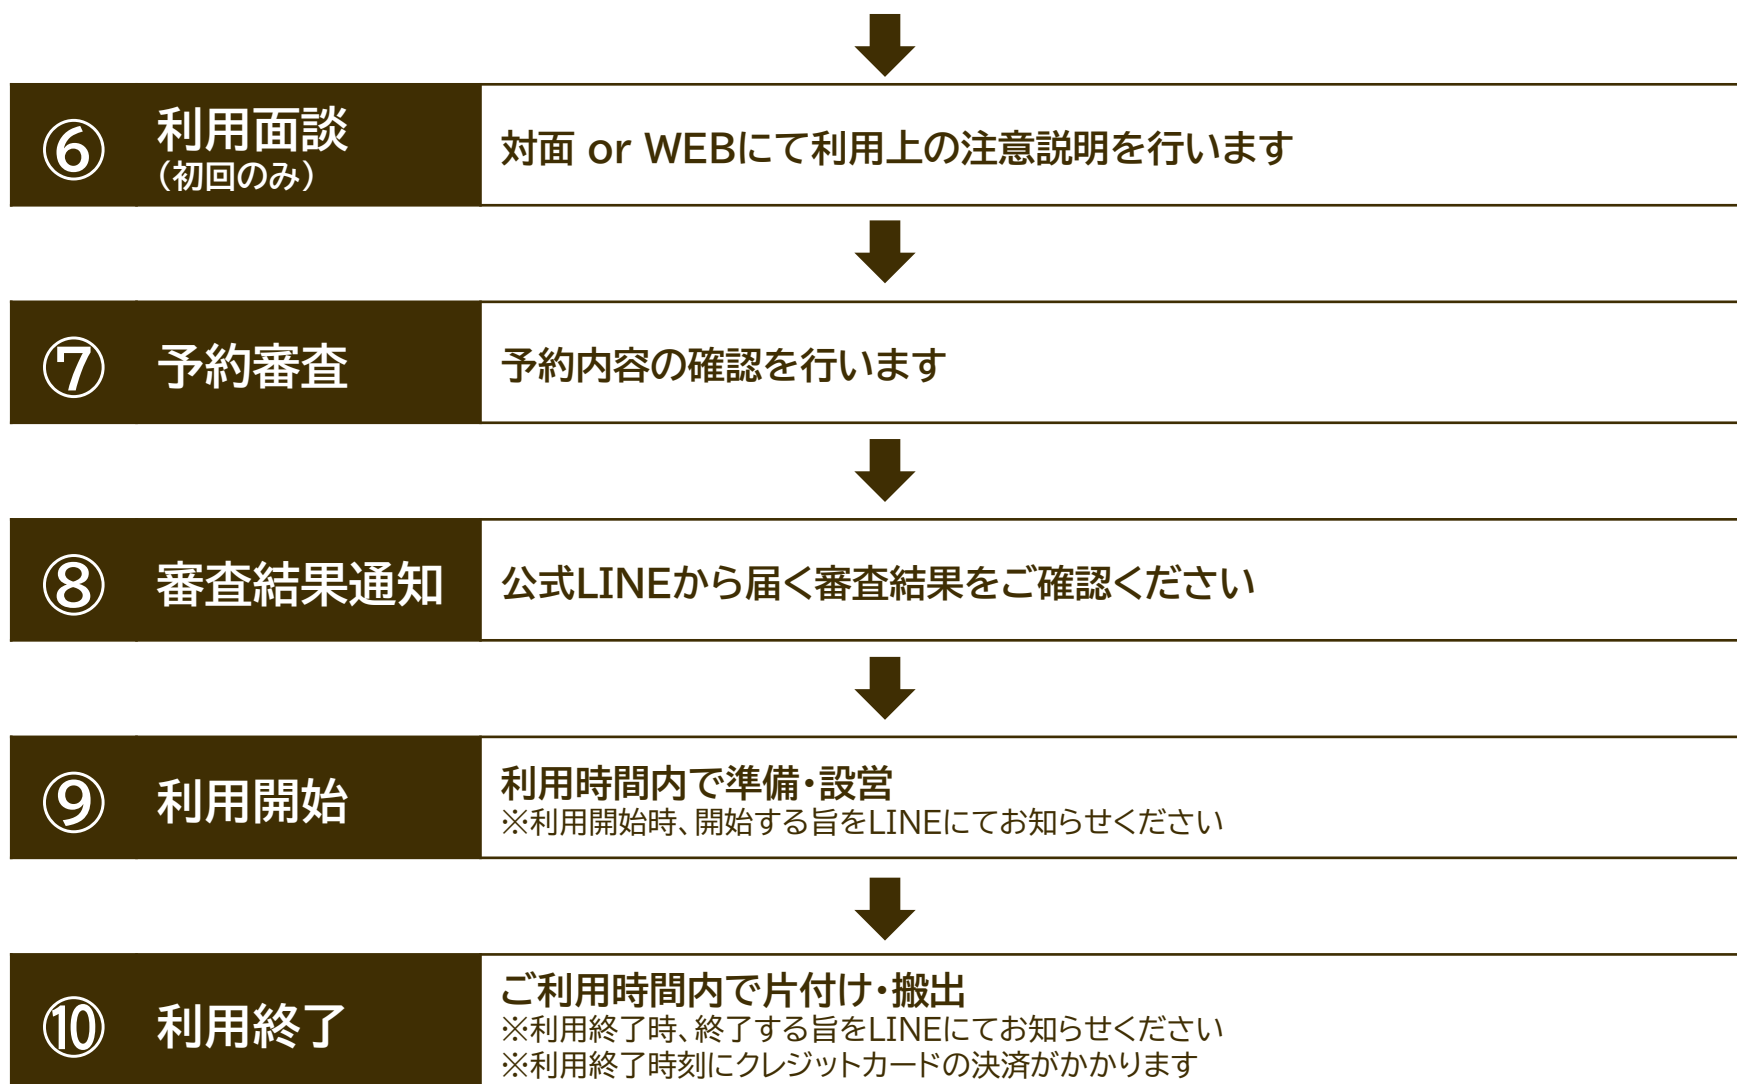 ⑥ 利用面談
(初回のみ)
対面 or WEBにて利用上の注意説明を行います
⑦ 予約審査
予約内容の確認を行います
⑧ 審査結果通知
公式LINEから届く審査結果をご確認ください
⑨ 利用開始
利用時間内で準備・設営
※利用開始時、開始する旨をLINEにてお知らせください
⑩ 利用終了
ご利用時間内で片付け・搬出
※利用終了時、終了する旨をLINEにてお知らせください
※利用終了時刻にクレジットカードの決済がかかります